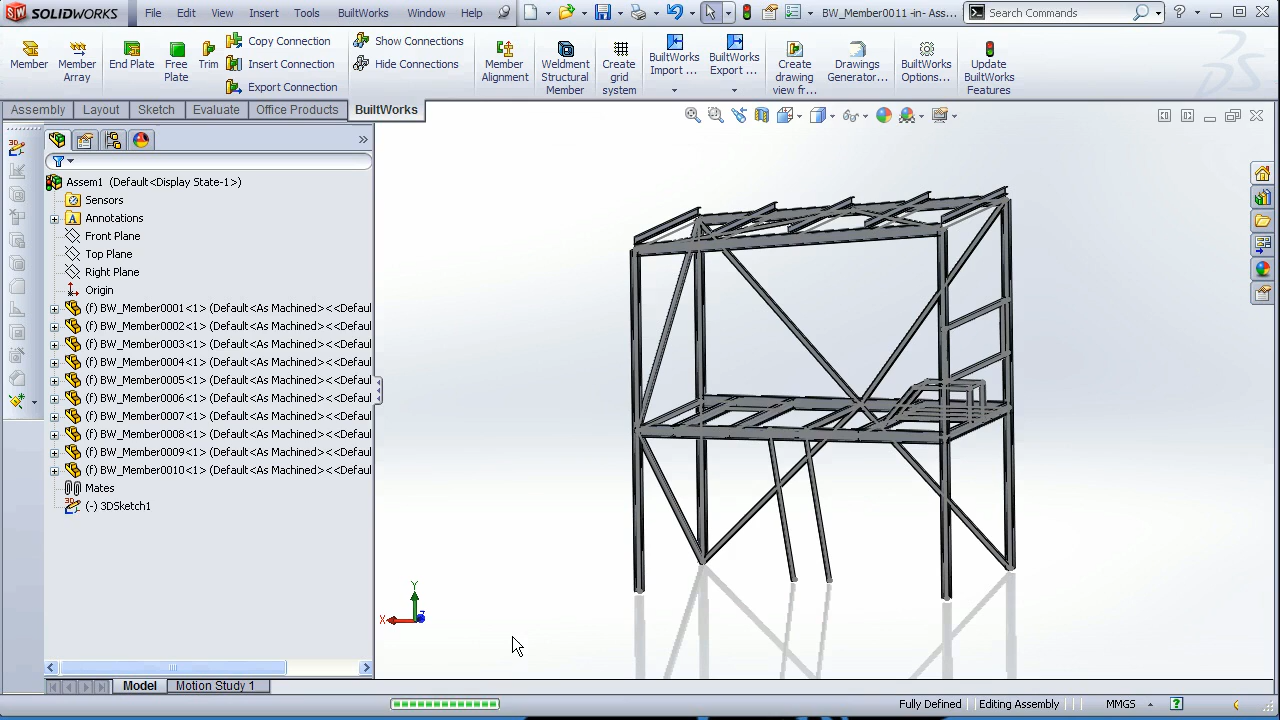 SOLIDWORKS File Edit View Insert Tools BuiltWorks Window Help BW_Member0011 -in- Ass... Search Commands
Member
Member Array
End Plate
Free Plate
Trim
Copy Connection
Insert Connection
Export Connection
Show Connections
Hide Connections
Member Alignment
Weldment Structural Member
Create grid system
BuiltWorks Import ...
BuiltWorks Export ...
Create drawing view fr...
Drawings Generator...
BuiltWorks Options...
Update BuiltWorks Features
Assembly Layout Sketch Evaluate Office Products BuiltWorks
Assem1 (Default<Display State-1>)
Sensors
Annotations
Front Plane
Top Plane
Right Plane
Origin
(f) BW_Member0001<1> (Default<As Machined><<Defaul
(f) BW_Member0002<1> (Default<As Machined><<Defaul
(f) BW_Member0003<1> (Default<As Machined><<Defaul
(f) BW_Member0004<1> (Default<As Machined><<Defaul
(f) BW_Member0005<1> (Default<As Machined><<Defaul
(f) BW_Member0006<1> (Default<As Machined><<Defaul
(f) BW_Member0007<1> (Default<As Machined><<Defaul
(f) BW_Member0008<1> (Default<As Machined><<Defaul
(f) BW_Member0009<1> (Default<As Machined><<Defaul
(f) BW_Member0010<1> (Default<As Machined><<Defaul
Mates
(-) 3DSketch1
Y
X
Z
Model Motion Study 1
Fully Defined Editing Assembly MMGS